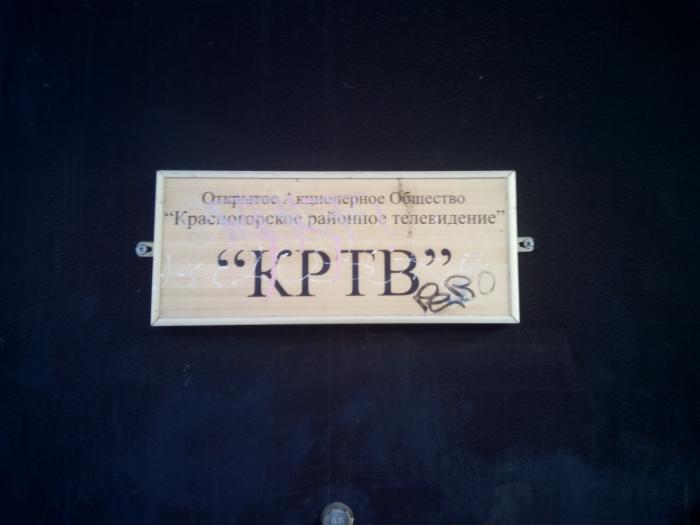 Открытое Акционерное Общество
“Красногорское районное телевидение”
“КРТВ”